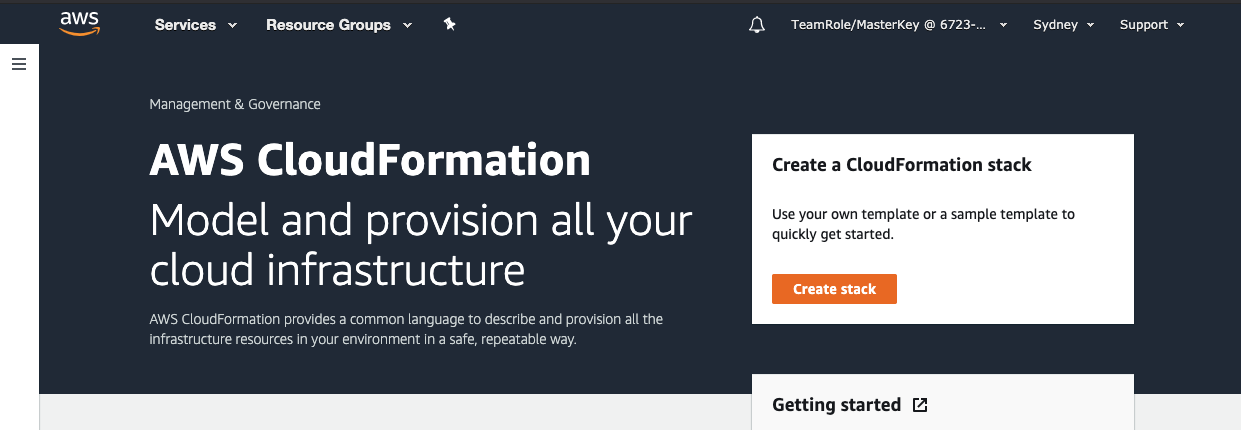 aws
Services
Resource Groups
TeamRole/MasterKey @ 6723-...
Sydney
Support
Management & Governance
AWS CloudFormation
Model and provision all your
cloud infrastructure
AWS CloudFormation provides a common language to describe and provision all the
infrastructure resources in your environment in a safe, repeatable way.
Create a CloudFormation stack
Use your own template or a sample template to
quickly get started.
Create stack
Getting started